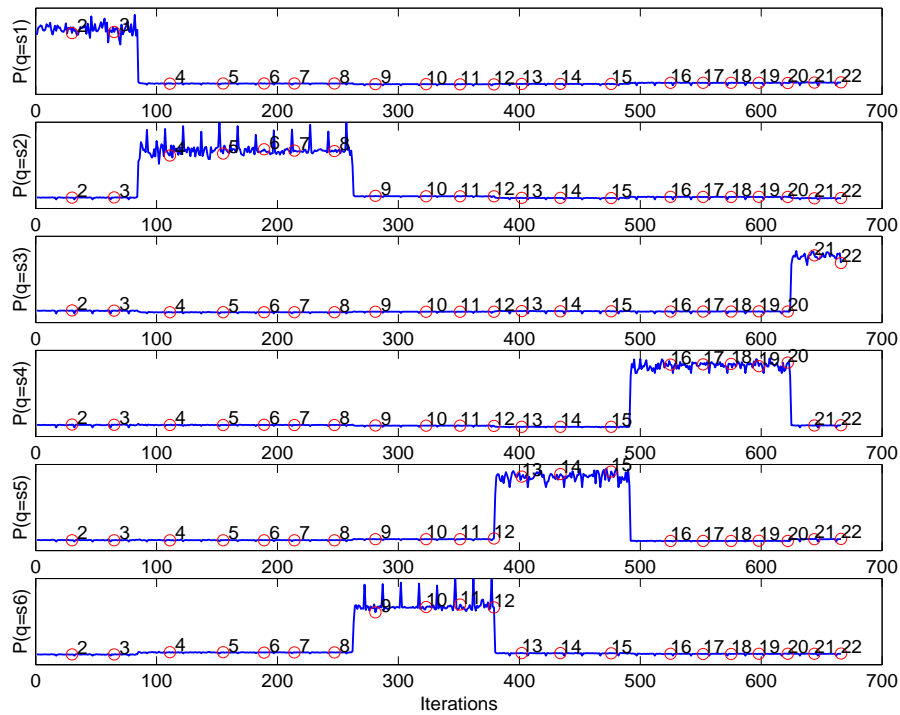 P(q=s1)
2 3 4 5 6 7 8 9 10 11 12 13 14 15 16 17 18 19 20 21 22
0 100 200 300 400 500 600 700
P(q=s2)
2 3 4 5 6 7 8 9 10 11 12 13 14 15 16 17 18 19 20 21 22
0 100 200 300 400 500 600 700
P(q=s3)
2 3 4 5 6 7 8 9 10 11 12 13 14 15 16 17 18 19 20 21 22
0 100 200 300 400 500 600 700
P(q=s4)
2 3 4 5 6 7 8 9 10 11 12 13 14 15 16 17 18 19 20 21 22
0 100 200 300 400 500 600 700
P(q=s5)
2 3 4 5 6 7 8 9 10 11 12 13 14 15 16 17 18 19 20 21 22
0 100 200 300 400 500 600 700
P(q=s6)
2 3 4 5 6 7 8 9 10 11 12 13 14 15 16 17 18 19 20 21 22
0 100 200 300 400 500 600 700
Iterations